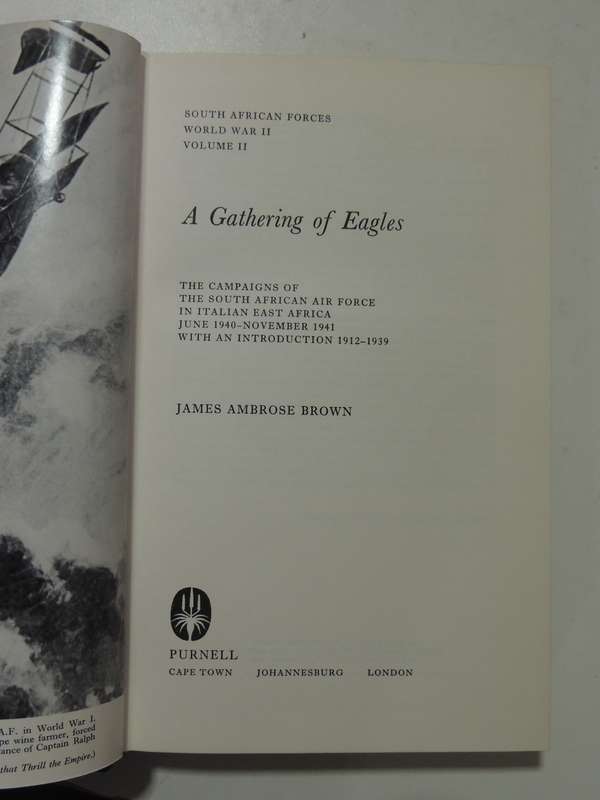 SOUTH AFRICAN FORCES
WORLD WAR II
VOLUME II
A Gathering of Eagles
THE CAMPAIGNS OF
THE SOUTH AFRICAN AIR FORCE
IN ITALIAN EAST AFRICA
JUNE 1940–NOVEMBER 1941
WITH AN INTRODUCTION 1912–1939
JAMES AMBROSE BROWN
PURNELL
CAPE TOWN JOHANNESBURG LONDON
A.F. in World War I.
pe wine farmer, forced
tance of Captain Ralph
that Thrill the Empire.)